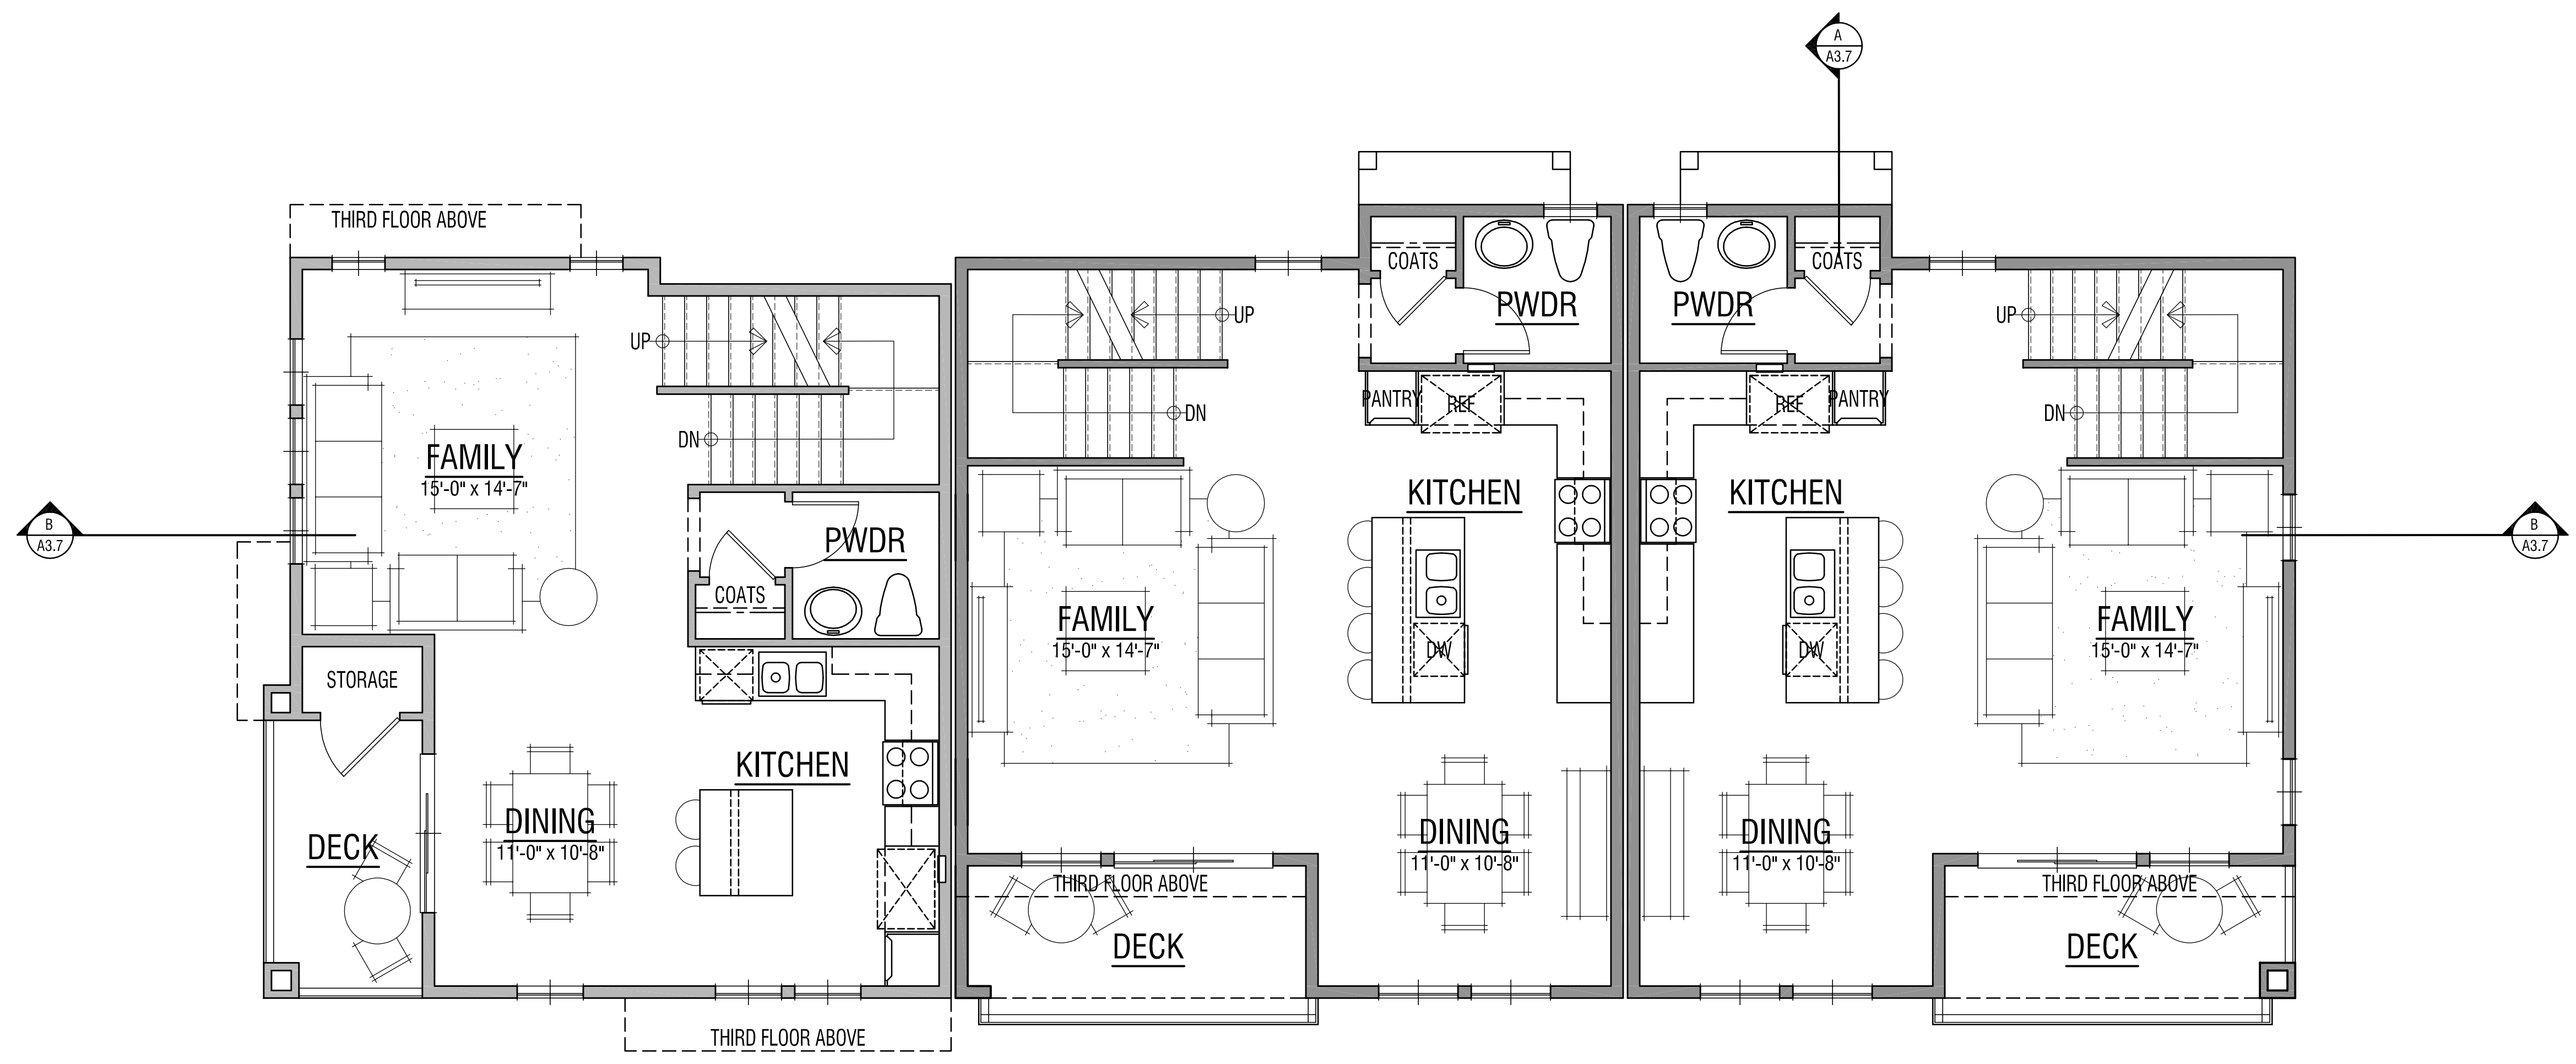 A
A3.7
THIRD FLOOR ABOVE
COATS
PWDR
UP
PANTRY
REF
DN
COATS
PWDR
UP
REF
PANTRY
DN
UP
DN
FAMILY
15'-0" x 14'-7"
B
A3.7
PWDR
COATS
STORAGE
KITCHEN
DINING
11'-0" x 10'-8"
DECK
THIRD FLOOR ABOVE
KITCHEN
FAMILY
15'-0" x 14'-7"
DW
DINING
11'-0" x 10'-8"
THIRD FLOOR ABOVE
DECK
KITCHEN
B
A3.7
FAMILY
15'-0" x 14'-7"
DW
DINING
11'-0" x 10'-8"
THIRD FLOOR ABOVE
DECK